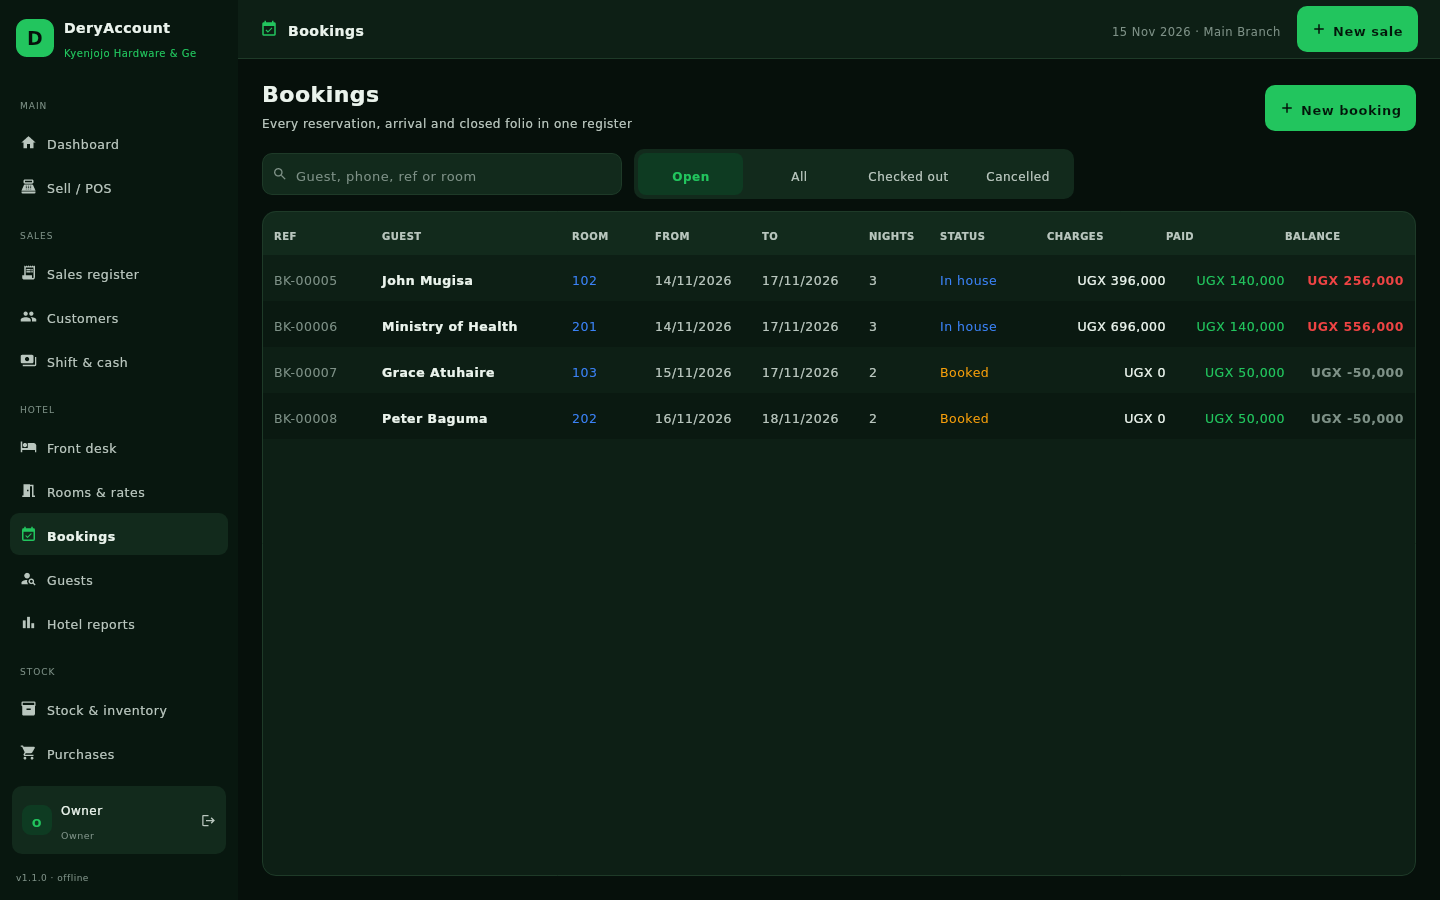 D
DeryAccount
Kyenjojo Hardware & Ge
MAIN
Dashboard
Sell / POS
SALES
Sales register
Customers
Shift & cash
HOTEL
Front desk
Rooms & rates
Bookings
Guests
Hotel reports
STOCK
Stock & inventory
Purchases
o
Owner
Owner
v1.1.0 · offline
Bookings
15 Nov 2026 · Main Branch
+ New sale
Bookings
Every reservation, arrival and closed folio in one register
+ New booking
Guest, phone, ref or room
Open All Checked out Cancelled
REF GUEST ROOM FROM TO NIGHTS STATUS CHARGES PAID BALANCE
BK-00005 John Mugisa 102 14/11/2026 17/11/2026 3 In house UGX 396,000 UGX 140,000 UGX 256,000
BK-00006 Ministry of Health 201 14/11/2026 17/11/2026 3 In house UGX 696,000 UGX 140,000 UGX 556,000
BK-00007 Grace Atuhaire 103 15/11/2026 17/11/2026 2 Booked UGX 0 UGX 50,000 UGX -50,000
BK-00008 Peter Baguma 202 16/11/2026 18/11/2026 2 Booked UGX 0 UGX 50,000 UGX -50,000